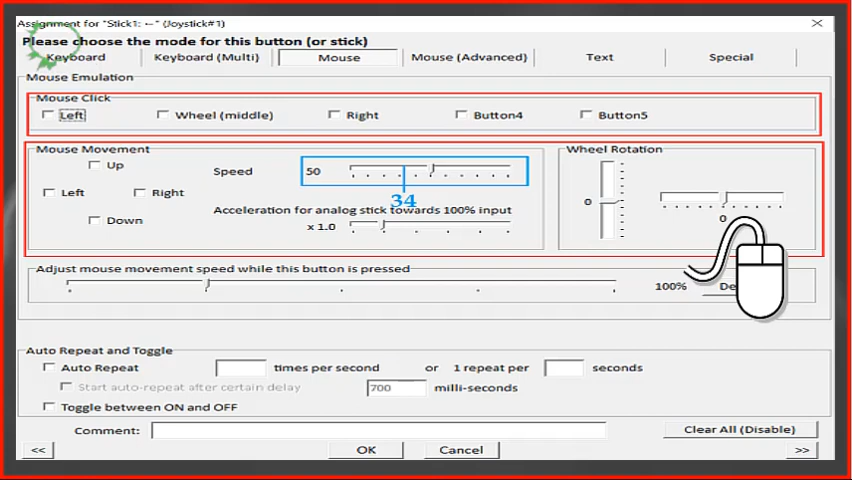 Assignment for "Stick1: ←" (Joystick#1)
Please choose the mode for this button (or stick)
Keyboard Keyboard (Multi) Mouse Mouse (Advanced) Text Special
Mouse Emulation
Mouse Click
Left Wheel (middle) Right Button4 Button5
Mouse Movement Wheel Rotation
Up
Speed 50
Left Right
34
0
Acceleration for analog stick towards 100% input
0
Down
x 1.0
Adjust mouse movement speed while this button is pressed
100% De
Auto Repeat and Toggle
Auto Repeat times per second or 1 repeat per seconds
Start auto-repeat after certain delay 700 milli-seconds
Toggle between ON and OFF
Comment: Clear All (Disable)
<< OK Cancel >>